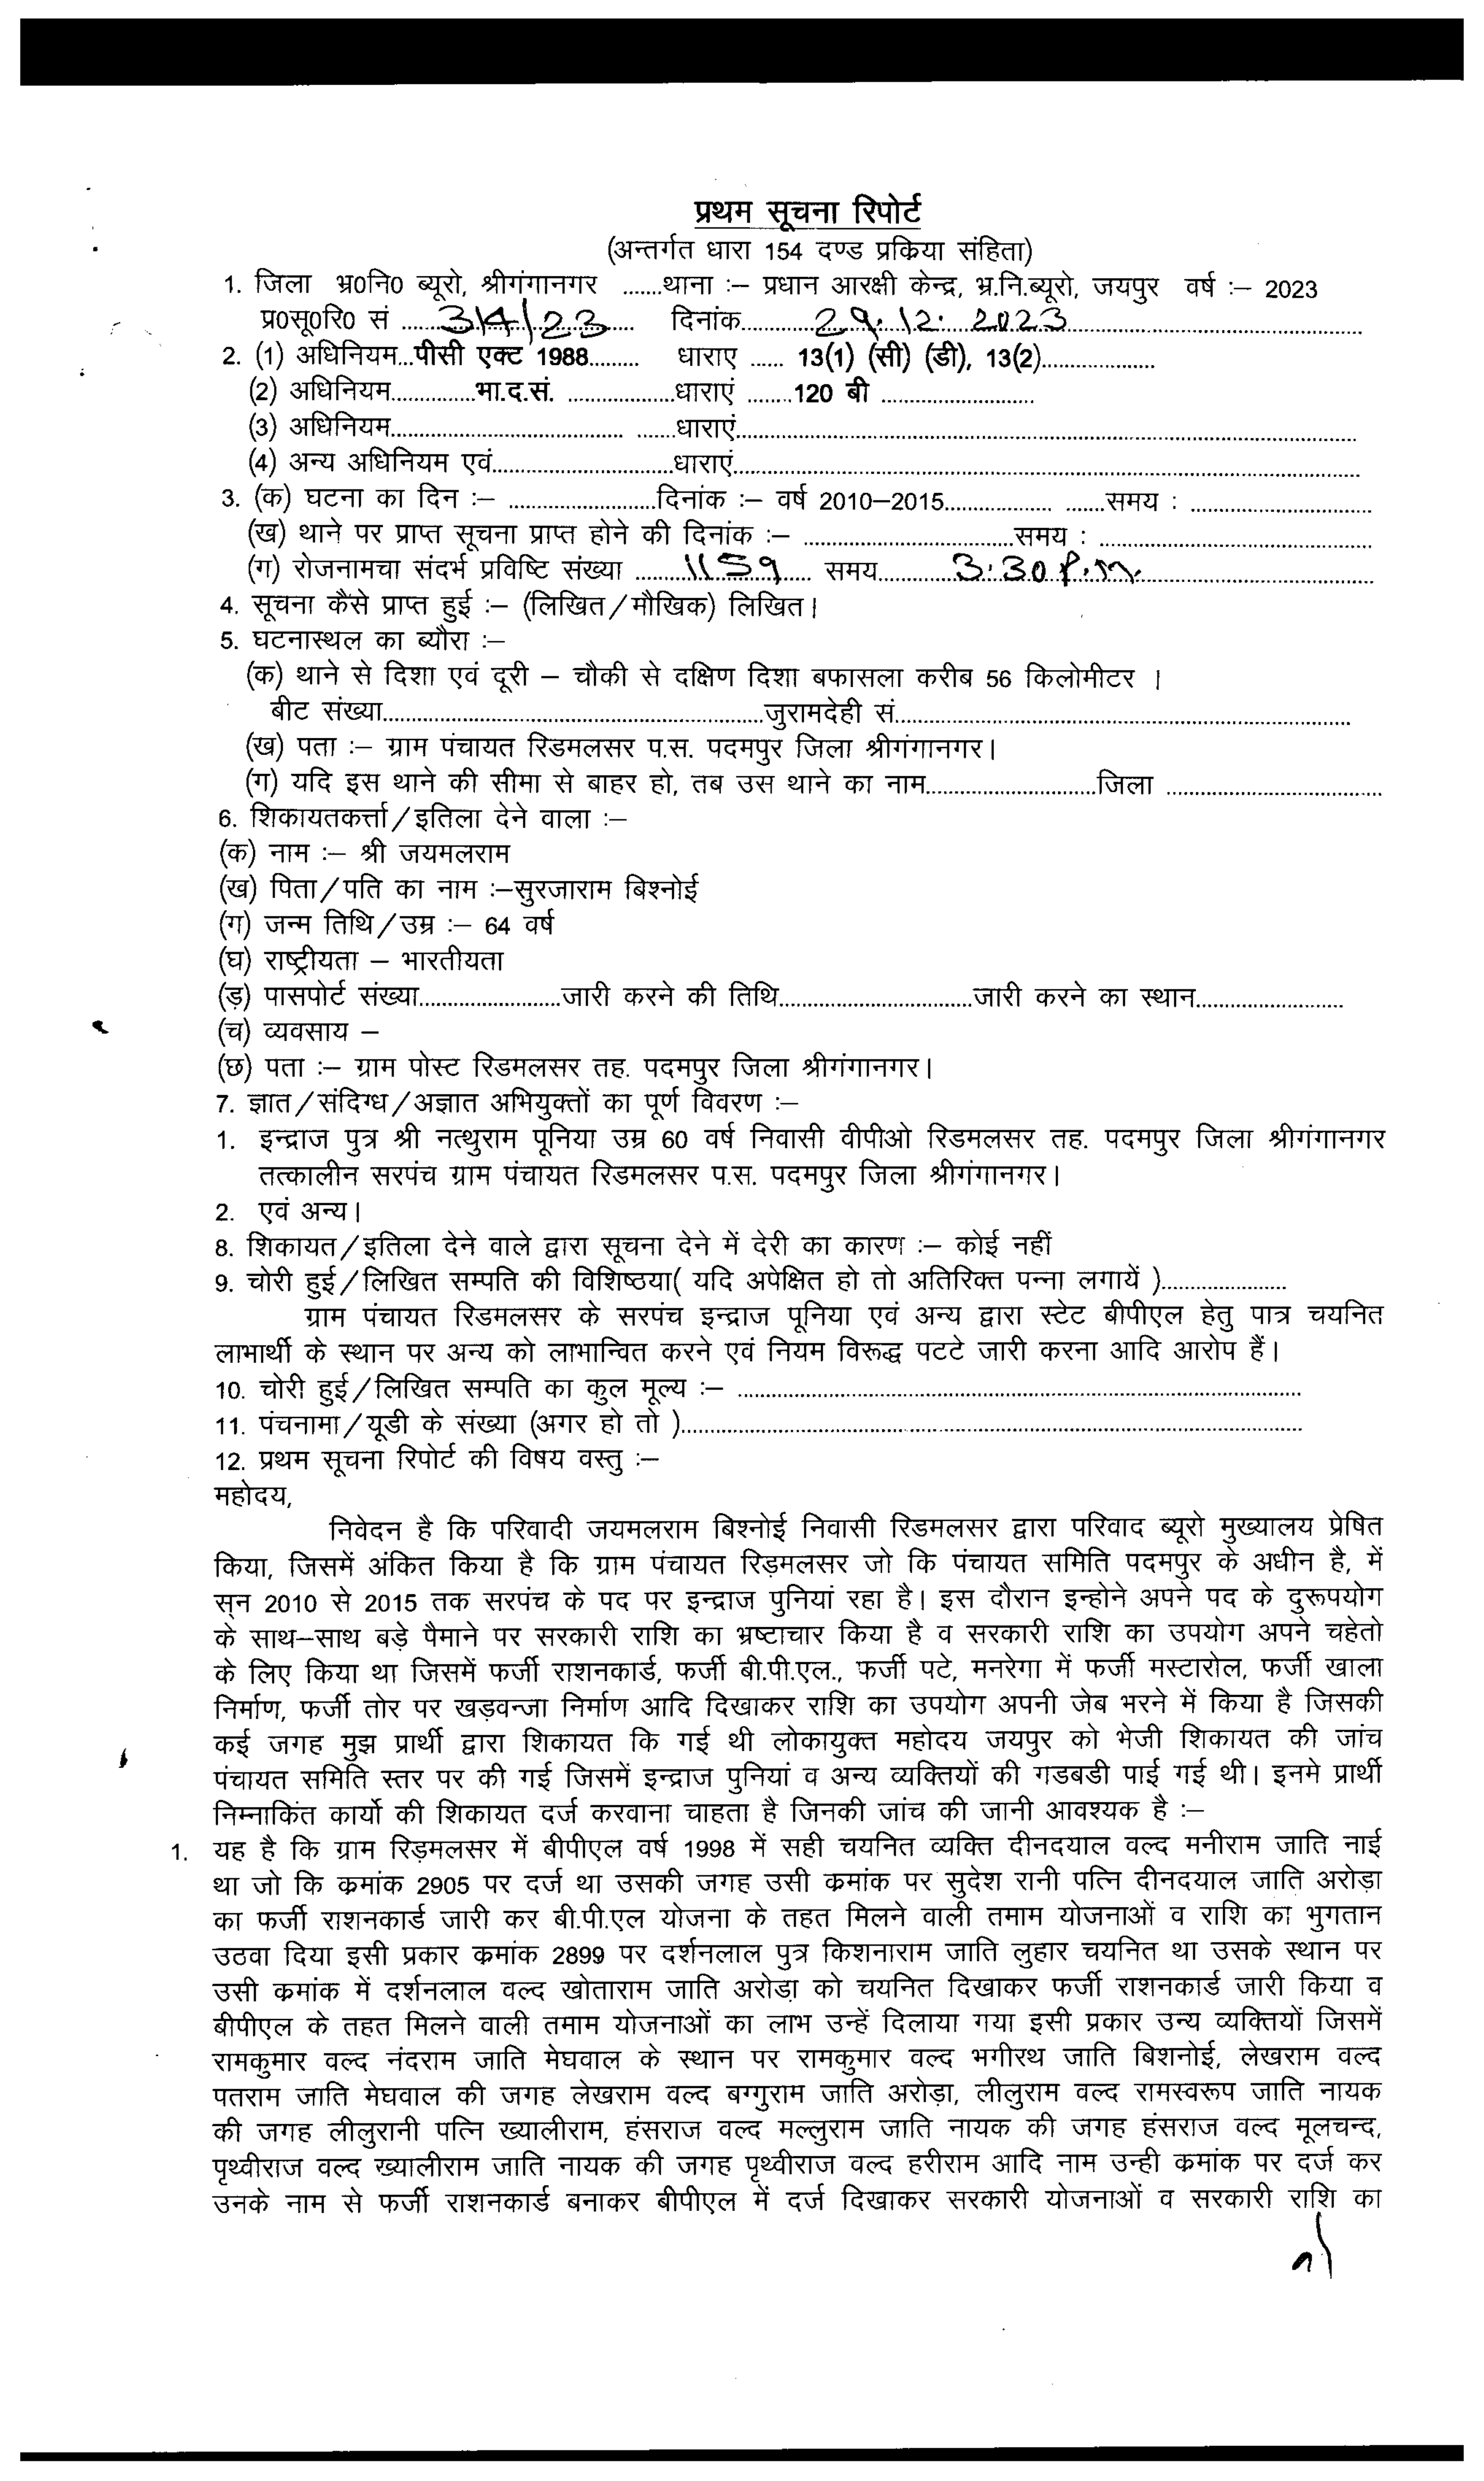 प्रथम सूचना रिपोर्ट
(अन्तर्गत धारा 154 दण्ड प्रक्रिया संहिता)
1. जिला भ्र0नि0 ब्यूरो, श्रीगंगानगर .......थाना :– प्रधान आरक्षी केन्द्र, भ्र.नि.ब्यूरो, जयपुर वर्ष :– 2023
प्र0सू0रि0 सं ......314/23...... दिनांक......29.12.2023......
2. (1) अधिनियम...पीसी एक्ट 1988......... धाराए ...... 13(1) (सी) (डी), 13(2)...................
(2) अधिनियम..............भा.द.सं. ..................धाराएं ........120 बी ..........................
(3) अधिनियम....................................... .......धाराएं...............................................
(4) अन्य अधिनियम एवं..............................धाराएं...............................................
3. (क) घटना का दिन :– ........................दिनांक :– वर्ष 2010–2015.................. .......समय : ..............................
(ख) थाने पर प्राप्त सूचना प्राप्त होने की दिनांक :– ...................................समय : ..............................
(ग) रोजनामचा संदर्भ प्रविष्टि संख्या ........1159...... समय............3.30 P.m...............
4. सूचना कैसे प्राप्त हुई :– (लिखित/मौखिक) लिखित।
5. घटनास्थल का ब्यौरा :–
(क) थाने से दिशा एवं दूरी – चौकी से दक्षिण दिशा बफासला करीब 56 किलोमीटर ।
बीट संख्या................................................................जुरामदेही सं................................................................
(ख) पता :– ग्राम पंचायत रिडमलसर प.स. पदमपुर जिला श्रीगंगानगर।
(ग) यदि इस थाने की सीमा से बाहर हो, तब उस थाने का नाम............................जिला ....................................
6. शिकायतकर्त्ता/इतिला देने वाला :–
(क) नाम :– श्री जयमलराम
(ख) पिता/पति का नाम :–सुरजाराम बिश्नोई
(ग) जन्म तिथि/उम्र :– 64 वर्ष
(घ) राष्ट्रीयता – भारतीयता
(ड़) पासपोर्ट संख्या........................जारी करने की तिथि................................जारी करने का स्थान........................
(च) व्यवसाय –
(छ) पता :– ग्राम पोस्ट रिडमलसर तह. पदमपुर जिला श्रीगंगानगर।
7. ज्ञात/संदिग्ध/अज्ञात अभियुक्तों का पूर्ण विवरण :–
1. इन्द्राज पुत्र श्री नत्थुराम पूनिया उम्र 60 वर्ष निवासी वीपीओ रिडमलसर तह. पदमपुर जिला श्रीगंगानगर
तत्कालीन सरपंच ग्राम पंचायत रिडमलसर प.स. पदमपुर जिला श्रीगंगानगर।
2. एवं अन्य।
8. शिकायत/इतिला देने वाले द्वारा सूचना देने में देरी का कारण :– कोई नहीं
9. चोरी हुई/लिखित सम्पति की विशिष्ठया( यदि अपेक्षित हो तो अतिरिक्त पन्ना लगायें ).....................
ग्राम पंचायत रिडमलसर के सरपंच इन्द्राज पूनिया एवं अन्य द्वारा स्टेट बीपीएल हेतु पात्र चयनित
लाभार्थी के स्थान पर अन्य को लाभान्वित करने एवं नियम विरूद्ध पटटे जारी करना आदि आरोप हैं।
10. चोरी हुई/लिखित सम्पति का कुल मूल्य :– ................................................................
11. पंचनामा/यूडी के संख्या (अगर हो तो )................................................................
12. प्रथम सूचना रिपोर्ट की विषय वस्तु :–
महोदय,
निवेदन है कि परिवादी जयमलराम बिश्नोई निवासी रिडमलसर द्वारा परिवाद ब्यूरो मुख्यालय प्रेषित
किया, जिसमें अंकित किया है कि ग्राम पंचायत रिड़मलसर जो कि पंचायत समिति पदमपुर के अधीन है, में
सन 2010 से 2015 तक सरपंच के पद पर इन्द्राज पुनियां रहा है। इस दौरान इन्होने अपने पद के दुरूपयोग
के साथ–साथ बड़े पैमाने पर सरकारी राशि का भ्रष्टाचार किया है व सरकारी राशि का उपयोग अपने चहेतो
के लिए किया था जिसमें फर्जी राशनकार्ड, फर्जी बी.पी.एल., फर्जी पटे, मनरेगा में फर्जी मस्टारोल, फर्जी खाला
निर्माण, फर्जी तोर पर खड़वन्जा निर्माण आदि दिखाकर राशि का उपयोग अपनी जेब भरने में किया है जिसकी
कई जगह मुझ प्रार्थी द्वारा शिकायत कि गई थी लोकायुक्त महोदय जयपुर को भेजी शिकायत की जांच
पंचायत समिति स्तर पर की गई जिसमें इन्द्राज पुनियां व अन्य व्यक्तियों की गडबडी पाई गई थी। इनमे प्रार्थी
निम्नाकिंत कार्यो की शिकायत दर्ज करवाना चाहता है जिनकी जांच की जानी आवश्यक है :–
1. यह है कि ग्राम रिड़मलसर में बीपीएल वर्ष 1998 में सही चयनित व्यक्ति दीनदयाल वल्द मनीराम जाति नाई
था जो कि क्रमांक 2905 पर दर्ज था उसकी जगह उसी क्रमांक पर सुदेश रानी पत्नि दीनदयाल जाति अरोड़ा
का फर्जी राशनकार्ड जारी कर बी.पी.एल योजना के तहत मिलने वाली तमाम योजनाओं व राशि का भुगतान
उठवा दिया इसी प्रकार क्रमांक 2899 पर दर्शनलाल पुत्र किशनाराम जाति लुहार चयनित था उसके स्थान पर
उसी क्रमांक में दर्शनलाल वल्द खोताराम जाति अरोड़ा को चयनित दिखाकर फर्जी राशनकार्ड जारी किया व
बीपीएल के तहत मिलने वाली तमाम योजनाओं का लाभ उन्हें दिलाया गया इसी प्रकार उन्य व्यक्तियों जिसमें
रामकुमार वल्द नंदराम जाति मेघवाल के स्थान पर रामकुमार वल्द भगीरथ जाति बिशनोई, लेखराम वल्द
पतराम जाति मेघवाल की जगह लेखराम वल्द बग्गुराम जाति अरोड़ा, लीलुराम वल्द रामस्वरूप जाति नायक
की जगह लीलुरानी पत्नि ख्यालीराम, हंसराज वल्द मल्लुराम जाति नायक की जगह हंसराज वल्द मूलचन्द,
पृथ्वीराज वल्द ख्यालीराम जाति नायक की जगह पृथ्वीराज वल्द हरीराम आदि नाम उन्ही क्रमांक पर दर्ज कर
उनके नाम से फर्जी राशनकार्ड बनाकर बीपीएल में दर्ज दिखाकर सरकारी योजनाओं व सरकारी राशि का